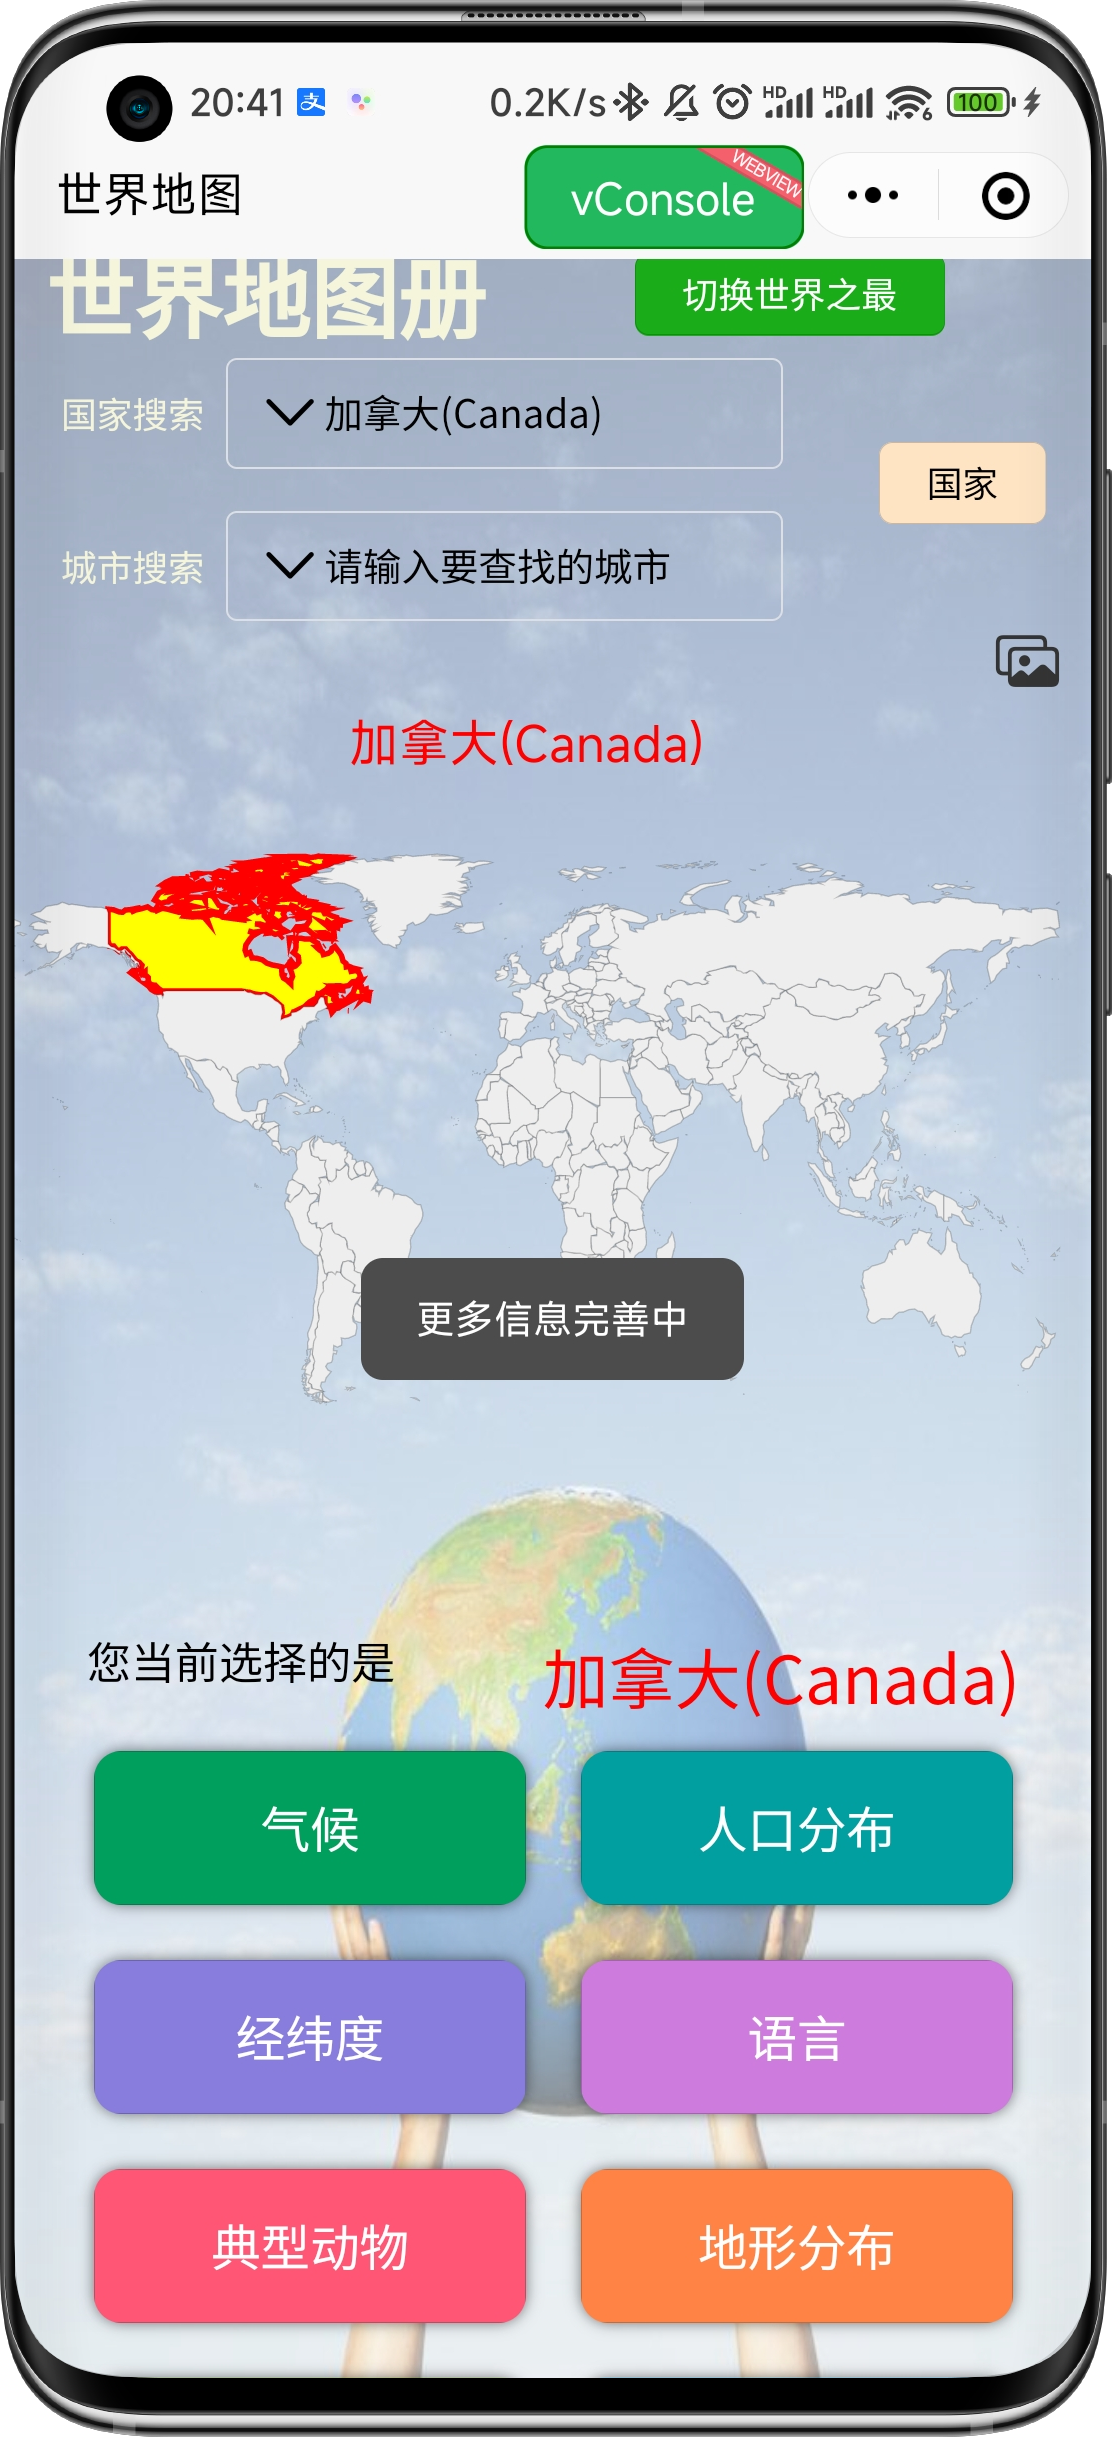 20:41
0.2K/s
HD
HD
6
100
世界地图
vConsole
WEBVIEW
世界地图册
切换世界之最
国家搜索
加拿大(Canada)
国家
城市搜索
请输入要查找的城市
加拿大(Canada)
更多信息完善中
您当前选择的是
加拿大(Canada)
气候
人口分布
经纬度
语言
典型动物
地形分布